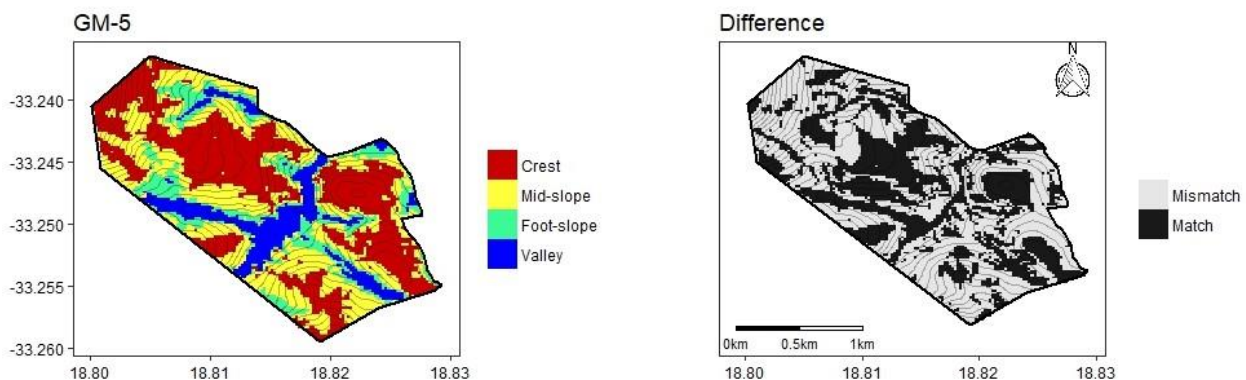 GM-5
Difference
N
-33.240
-33.245
-33.250
-33.255
-33.260
Crest
Mid-slope
Foot-slope
Valley
Mismatch
Match
0km 0.5km 1km
18.80 18.81 18.82 18.83
18.80 18.81 18.82 18.83